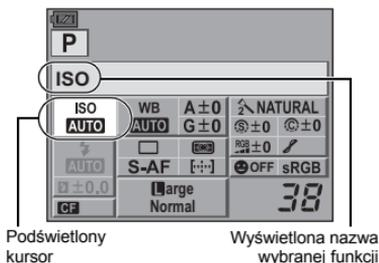 P
ISO
ISO WB A±0 NATURAL
AUTO AUTO G±0 S±0 C±0
AUTO RGB±0
S-AF OFF sRGB
±0.0 Large 38
CF Normal
Podświetlony kursor
Wyświetlona nazwa wybranej funkcji